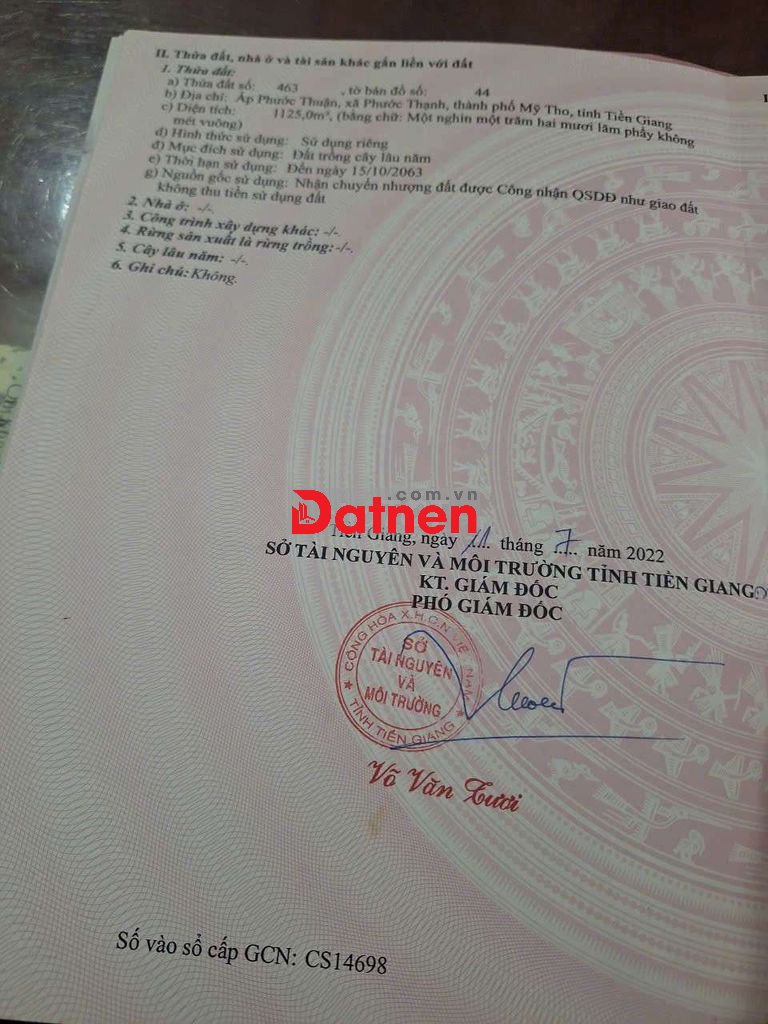 II. Thửa đất, nhà ở và tài sản khác gắn liền với đất
1. Thửa đất:
a) Thửa đất số: 463 , tờ bản đồ số: 44
b) Địa chỉ: Ấp Phước Thuận, xã Phước Thạnh, thành phố Mỹ Tho, tỉnh Tiền Giang
c) Diện tích: 1125,0m², (bằng chữ: Một nghìn một trăm hai mươi lăm phẩy không
mét vuông)
d) Hình thức sử dụng: Sử dụng riêng
đ) Mục đích sử dụng: Đất trồng cây lâu năm
e) Thời hạn sử dụng: Đến ngày 15/10/2063
g) Nguồn gốc sử dụng: Nhận chuyển nhượng đất được Công nhận QSDĐ như giao đất
không thu tiền sử dụng đất
2. Nhà ở: -/-.
3. Công trình xây dựng khác: -/-.
4. Rừng sản xuất là rừng trồng: -/-.
5. Cây lâu năm: -/-.
6. Ghi chú: Không.
.com.vn
Datnen
Tiền Giang, ngày 11 tháng 7 năm 2022
SỞ TÀI NGUYÊN VÀ MÔI TRƯỜNG TỈNH TIỀN GIANG
KT. GIÁM ĐỐC
PHÓ GIÁM ĐỐC
CỘNG HÒA X.H.C.N VIỆT NAM
SỞ
TÀI NGUYÊN
VÀ
MÔI TRƯỜNG
TỈNH TIỀN GIANG
Võ Văn Tươi
Số vào sổ cấp GCN: CS14698